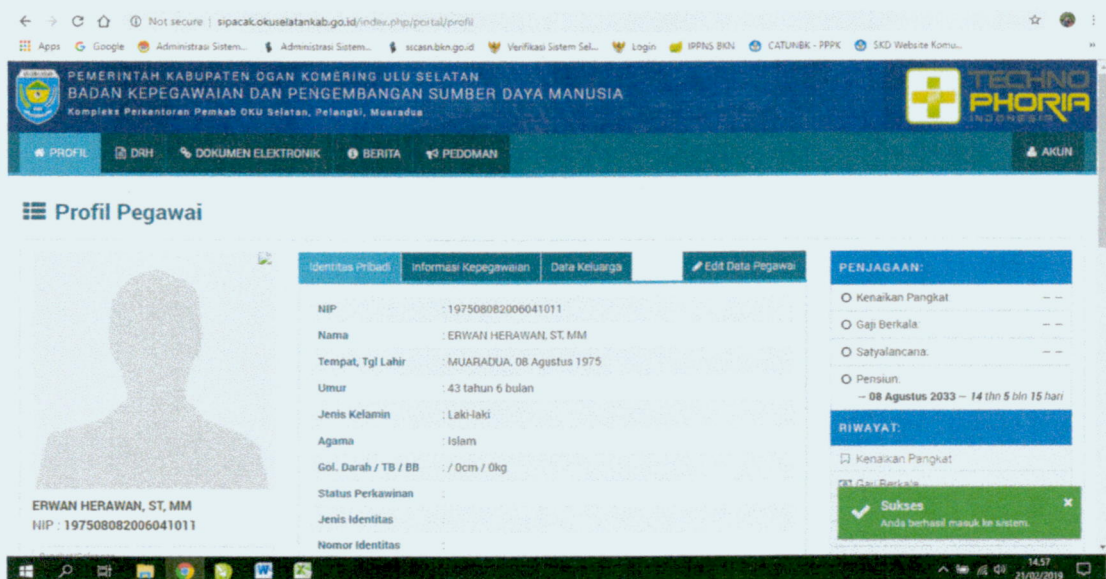 Not secure | sipacak.okuselatankab.go.id/index.php/portal/profil
Apps Google Administrasi Sistem... Administrasi Sistem... sscasn.bkn.go.id Verifikasi Sistem Sel... Login IPPNS BKN CATUNBK - PPPK SKD Website Komu...
PEMERINTAH KABUPATEN OGAN KOMERING ULU SELATAN
BADAN KEPEGAWAIAN DAN PENGEMBANGAN SUMBER DAYA MANUSIA
Kompleks Perkantoran Pemkab OKU Selatan, Pelangki, Muaradua
TECHNO
PHORIA
INDONESIA
PROFIL DRH DOKUMEN ELEKTRONIK BERITA PEDOMAN AKUN
Profil Pegawai
ERWAN HERAWAN, ST, MM
NIP : 197508082006041011
Identitas Pribadi Informasi Kepegawaian Data Keluarga Edit Data Pegawai
NIP : 197508082006041011
Nama : ERWAN HERAWAN, ST, MM
Tempat, Tgl Lahir : MUARADUA, 08 Agustus 1975
Umur : 43 tahun 6 bulan
Jenis Kelamin : Laki-laki
Agama : Islam
Gol. Darah / TB / BB : / 0cm / 0kg
Status Perkawinan :
Jenis Identitas :
Nomor Identitas :
PENJAGAAN:
Kenaikan Pangkat: – –
Gaji Berkala: – –
Satyalancana: – –
Pensiun:
– 08 Agustus 2033 – 14 thn 5 bln 15 hari
RIWAYAT:
Kenaikan Pangkat
Gaji Berkala
Sukses ×
Anda berhasil masuk ke sistem.
14.57
21/02/2019